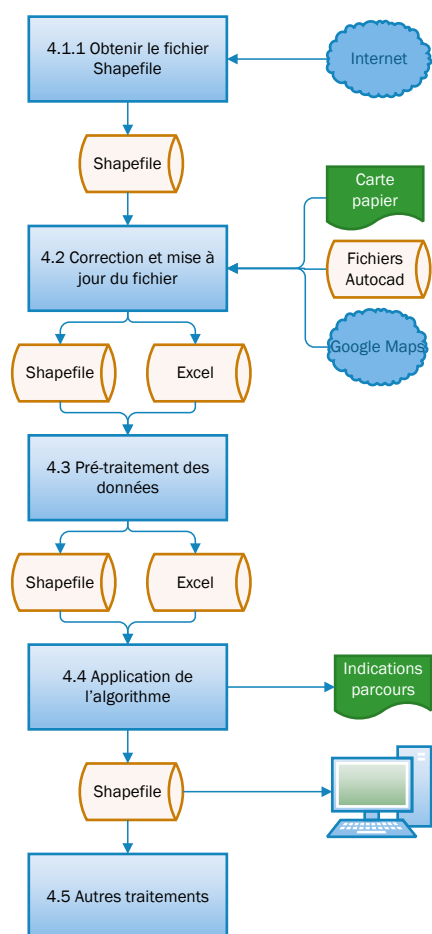 4.1.1 Obtenir le fichier
Shapefile
Internet
Shapefile
Carte
papier
4.2 Correction et mise à
jour du fichier
Fichiers
Autocad
Google Maps
Shapefile
Excel
4.3 Pré-traitement des
données
Shapefile
Excel
4.4 Application de
l'algorithme
Indications
parcours
Shapefile
4.5 Autres traitements